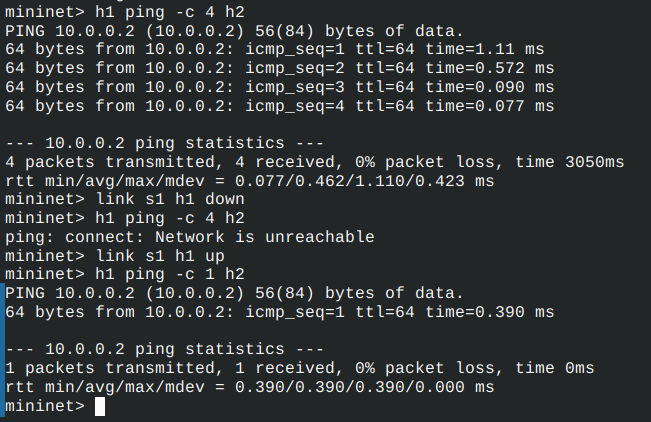 mininet> h1 ping -c 4 h2
PING 10.0.0.2 (10.0.0.2) 56(84) bytes of data.
64 bytes from 10.0.0.2: icmp_seq=1 ttl=64 time=1.11 ms
64 bytes from 10.0.0.2: icmp_seq=2 ttl=64 time=0.572 ms
64 bytes from 10.0.0.2: icmp_seq=3 ttl=64 time=0.090 ms
64 bytes from 10.0.0.2: icmp_seq=4 ttl=64 time=0.077 ms

--- 10.0.0.2 ping statistics ---
4 packets transmitted, 4 received, 0% packet loss, time 3050ms
rtt min/avg/max/mdev = 0.077/0.462/1.110/0.423 ms
mininet> link s1 h1 down
mininet> h1 ping -c 4 h2
ping: connect: Network is unreachable
mininet> link s1 h1 up
mininet> h1 ping -c 1 h2
PING 10.0.0.2 (10.0.0.2) 56(84) bytes of data.
64 bytes from 10.0.0.2: icmp_seq=1 ttl=64 time=0.390 ms

--- 10.0.0.2 ping statistics ---
1 packets transmitted, 1 received, 0% packet loss, time 0ms
rtt min/avg/max/mdev = 0.390/0.390/0.390/0.000 ms
mininet>